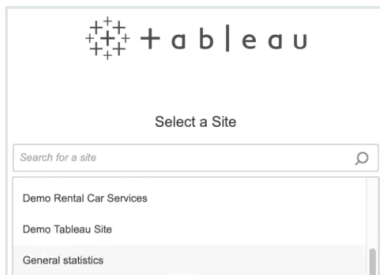 + a b l e a u
Select a Site
Search for a site
Demo Rental Car Services
Demo Tableau Site
General statistics